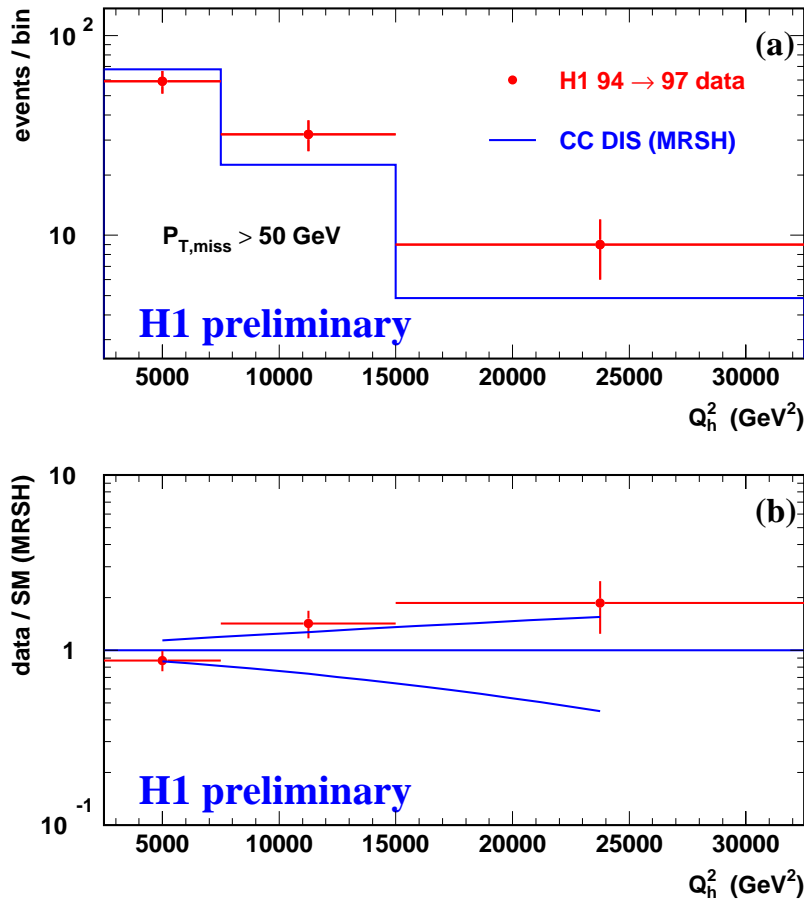 events / bin
10²
10
(a)
H1 94 → 97 data
CC DIS (MRSH)
P_T,miss > 50 GeV
H1 preliminary
5000 10000 15000 20000 25000 30000
Q_h² (GeV²)
data / SM (MRSH)
10
1
10⁻¹
(b)
H1 preliminary
5000 10000 15000 20000 25000 30000
Q_h² (GeV²)